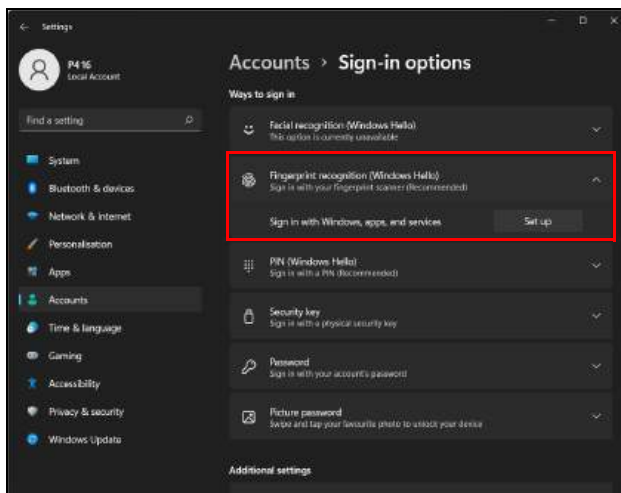 Settings
P416
Local Account
Find a setting
System
Bluetooth & devices
Network & internet
Personalisation
Apps
Accounts
Time & language
Gaming
Accessibility
Privacy & security
Windows Update
Accounts > Sign-in options
Ways to sign in
Facial recognition (Windows Hello)
This option is currently unavailable
Fingerprint recognition (Windows Hello)
Sign in with your fingerprint scanner (Recommended)
Sign in with Windows, apps, and services
Set up
PIN (Windows Hello)
Sign in with a PIN (Recommended)
Security key
Sign in with a physical security key
Password
Sign in with your account's password
Picture password
Swipe and tap your favourite photo to unlock your device
Additional settings